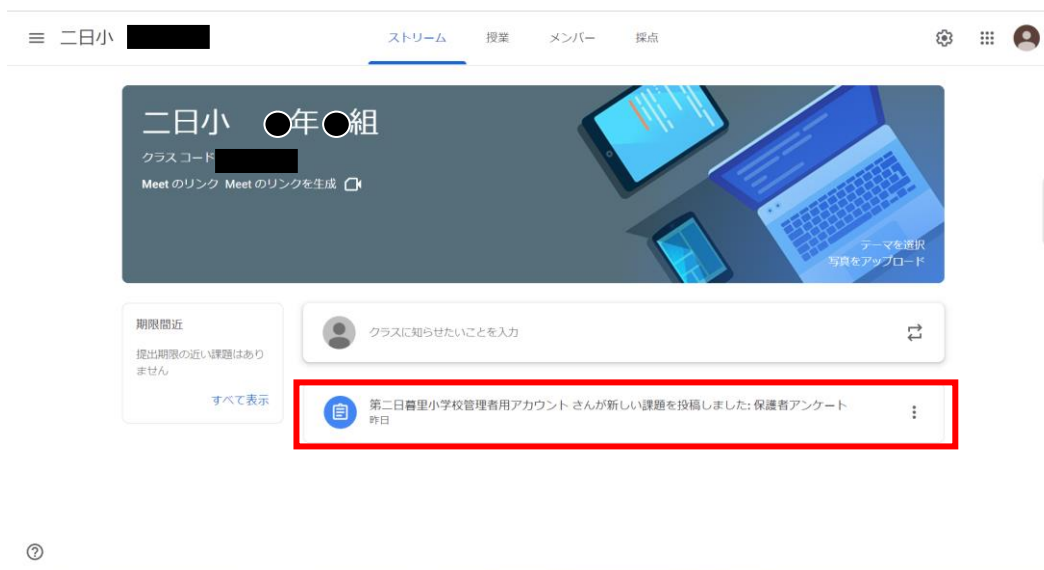 二日小
ストリーム 授業 メンバー 採点
二日小 ●年●組
クラス コード
Meet のリンク Meet のリンクを生成
テーマを選択
写真をアップロード
期限間近
提出期限の近い課題はあり
ません
すべて表示
クラスに知らせたいことを入力
第二日暮里小学校管理者用アカウント さんが新しい課題を投稿しました: 保護者アンケート
昨日